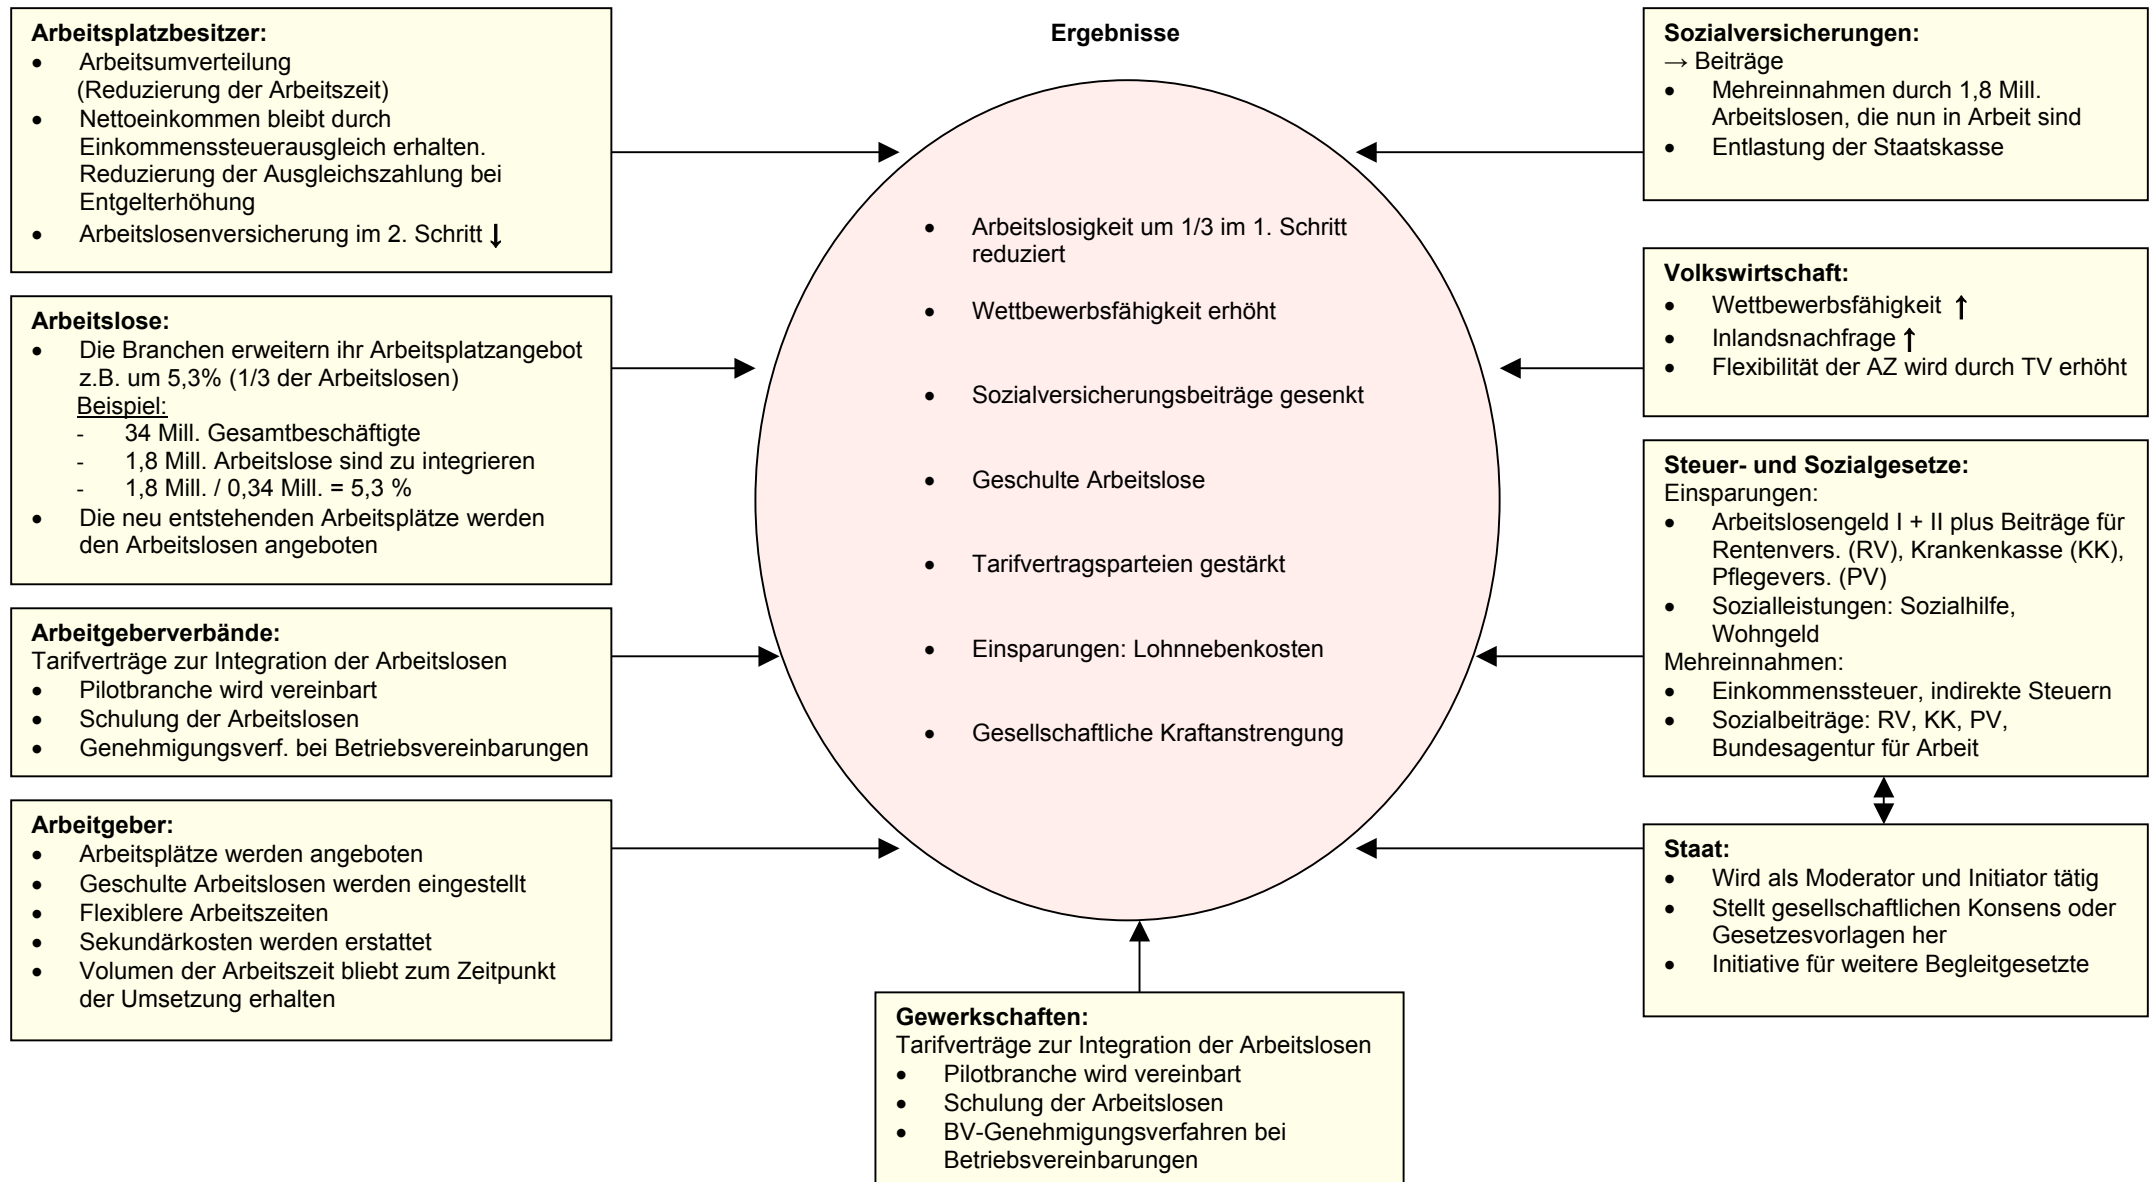 Arbeitsplatzbesitzer:
• Arbeitsumverteilung
(Reduzierung der Arbeitszeit)
• Nettoeinkommen bleibt durch
Einkommenssteuerausgleich erhalten.
Reduzierung der Ausgleichszahlung bei
Entgelterhöhung
• Arbeitslosenversicherung im 2. Schritt ↓
Arbeitslose:
• Die Branchen erweitern ihr Arbeitsplatzangebot
z.B. um 5,3% (1/3 der Arbeitslosen)
Beispiel:
- 34 Mill. Gesamtbeschäftigte
- 1,8 Mill. Arbeitslose sind zu integrieren
- 1,8 Mill. / 0,34 Mill. = 5,3 %
• Die neu entstehenden Arbeitsplätze werden
den Arbeitslosen angeboten
Arbeitgeberverbände:
Tarifverträge zur Integration der Arbeitslosen
• Pilotbranche wird vereinbart
• Schulung der Arbeitslosen
• Genehmigungsverf. bei Betriebsvereinbarungen
Arbeitgeber:
• Arbeitsplätze werden angeboten
• Geschulte Arbeitslosen werden eingestellt
• Flexiblere Arbeitszeiten
• Sekundärkosten werden erstattet
• Volumen der Arbeitszeit bliebt zum Zeitpunkt
der Umsetzung erhalten
Ergebnisse
• Arbeitslosigkeit um 1/3 im 1. Schritt
reduziert
• Wettbewerbsfähigkeit erhöht
• Sozialversicherungsbeiträge gesenkt
• Geschulte Arbeitslose
• Tarifvertragsparteien gestärkt
• Einsparungen: Lohnnebenkosten
• Gesellschaftliche Kraftanstrengung
Gewerkschaften:
Tarifverträge zur Integration der Arbeitslosen
• Pilotbranche wird vereinbart
• Schulung der Arbeitslosen
• BV-Genehmigungsverfahren bei
Betriebsvereinbarungen
Sozialversicherungen:
→ Beiträge
• Mehreinnahmen durch 1,8 Mill.
Arbeitslosen, die nun in Arbeit sind
• Entlastung der Staatskasse
Volkswirtschaft:
• Wettbewerbsfähigkeit ↑
• Inlandsnachfrage ↑
• Flexibilität der AZ wird durch TV erhöht
Steuer- und Sozialgesetze:
Einsparungen:
• Arbeitslosengeld I + II plus Beiträge für
Rentenvers. (RV), Krankenkasse (KK),
Pflegevers. (PV)
• Sozialleistungen: Sozialhilfe,
Wohngeld
Mehreinnahmen:
• Einkommenssteuer, indirekte Steuern
• Sozialbeiträge: RV, KK, PV,
Bundesagentur für Arbeit
Staat:
• Wird als Moderator und Initiator tätig
• Stellt gesellschaftlichen Konsens oder
Gesetzesvorlagen her
• Initiative für weitere Begleitgesetzte